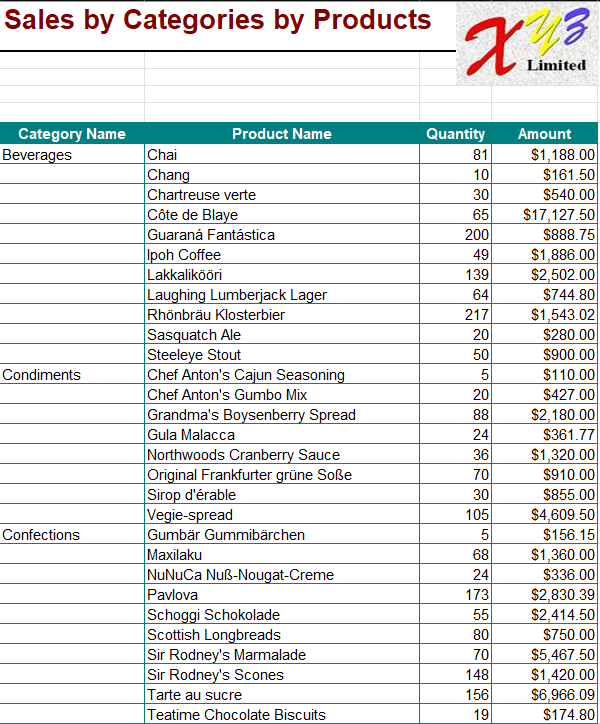 Sales by Categories by Products
XYZ
Limited
Category Name Product Name Quantity Amount
Beverages Chai 81 $1,188.00
Chang 10 $161.50
Chartreuse verte 30 $540.00
Côte de Blaye 65 $17,127.50
Guaraná Fantástica 200 $888.75
Ipoh Coffee 49 $1,886.00
Lakkalikööri 139 $2,502.00
Laughing Lumberjack Lager 64 $744.80
Rhönbräu Klosterbier 217 $1,543.02
Sasquatch Ale 20 $280.00
Steeleye Stout 50 $900.00
Condiments Chef Anton's Cajun Seasoning 5 $110.00
Chef Anton's Gumbo Mix 20 $427.00
Grandma's Boysenberry Spread 88 $2,180.00
Gula Malacca 24 $361.77
Northwoods Cranberry Sauce 36 $1,320.00
Original Frankfurter grüne Soße 70 $910.00
Sirop d'érable 30 $855.00
Vegie-spread 105 $4,609.50
Confections Gumbär Gummibärchen 5 $156.15
Maxilaku 68 $1,360.00
NuNuCa Nuß-Nougat-Creme 24 $336.00
Pavlova 173 $2,830.39
Schoggi Schokolade 55 $2,414.50
Scottish Longbreads 80 $750.00
Sir Rodney's Marmalade 70 $5,467.50
Sir Rodney's Scones 148 $1,420.00
Tarte au sucre 156 $6,966.09
Teatime Chocolate Biscuits 19 $174.80